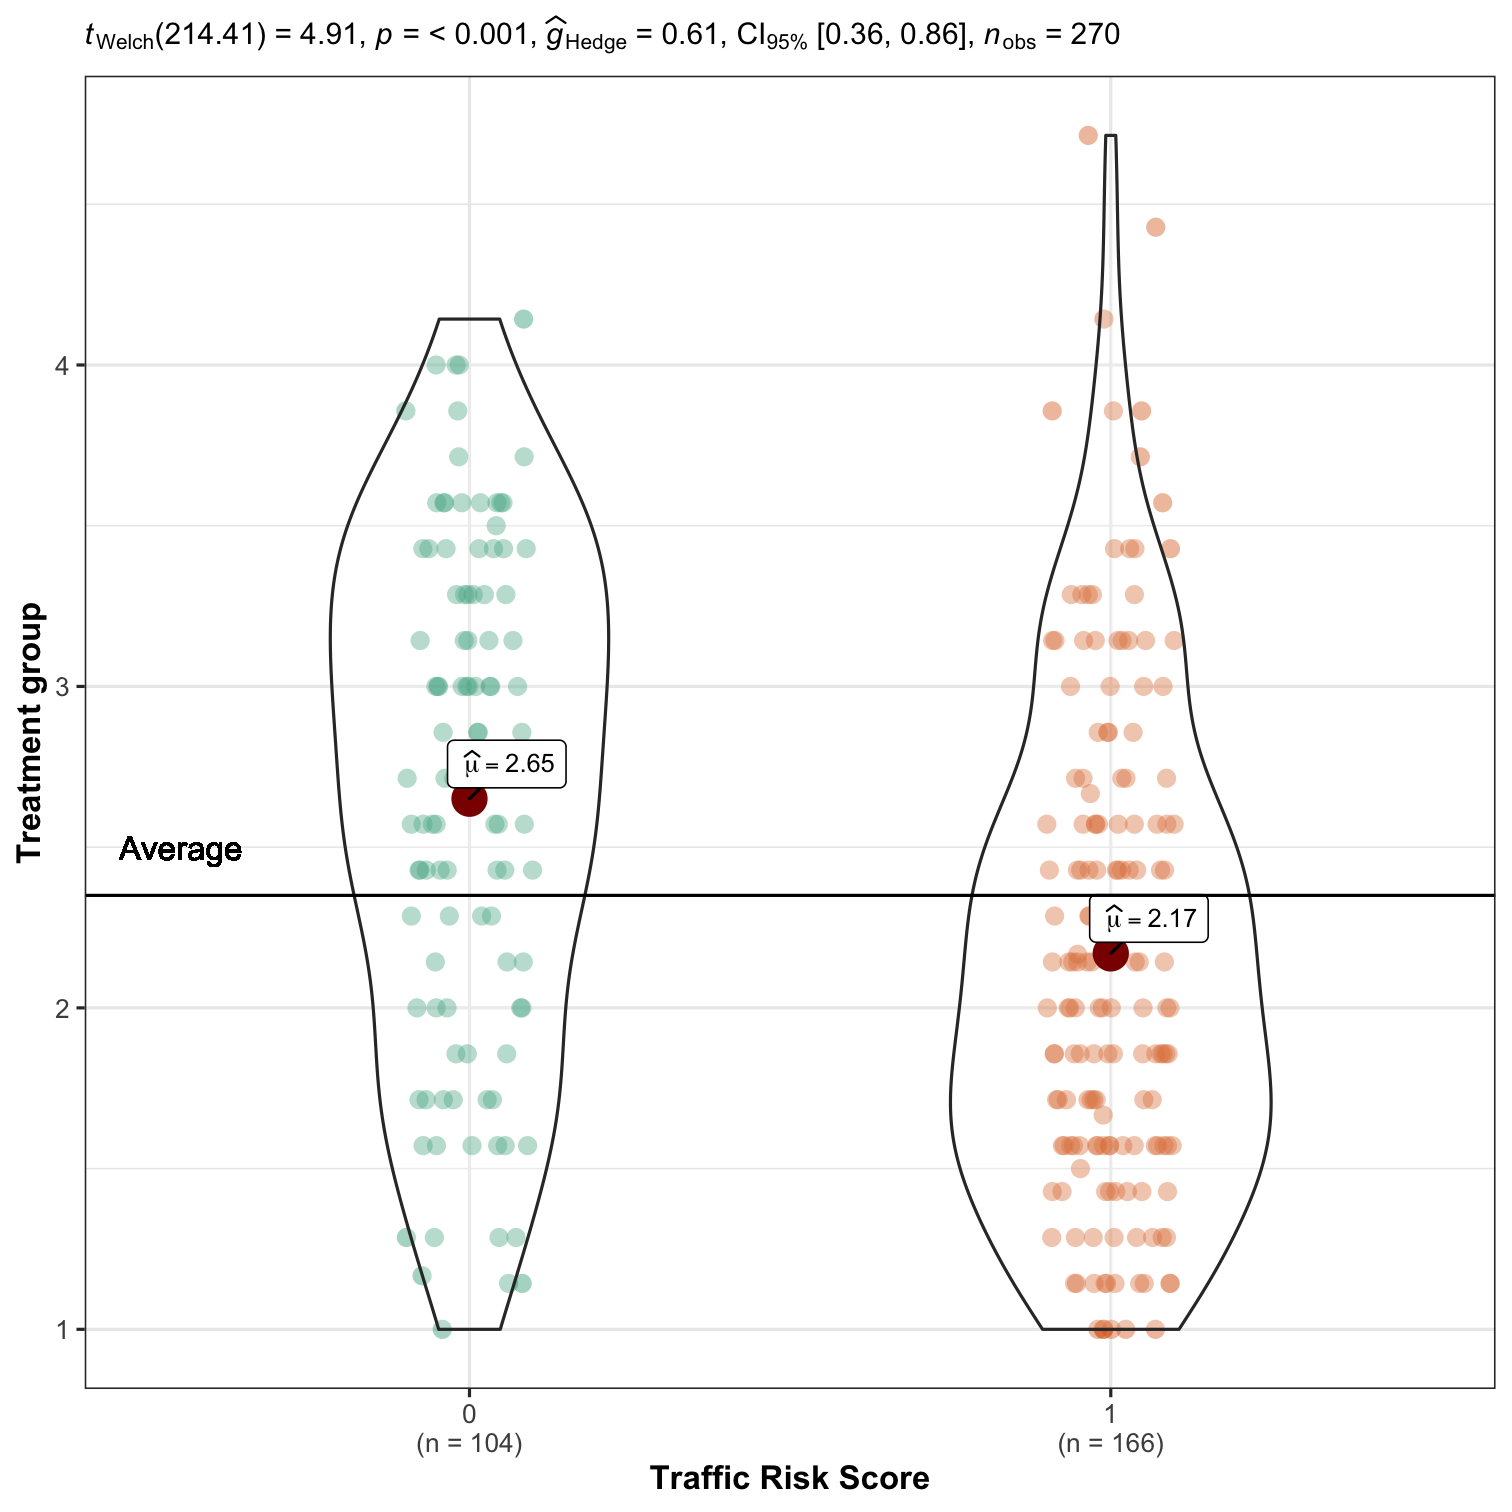 tWelch(214.41) = 4.91, p = < 0.001, ĝHedge = 0.61, CI95% [0.36, 0.86], nobs = 270
Treatment group
4
3
2
1
Average
μ̂ = 2.65
μ̂ = 2.17
0
(n = 104)
1
(n = 166)
Traffic Risk Score